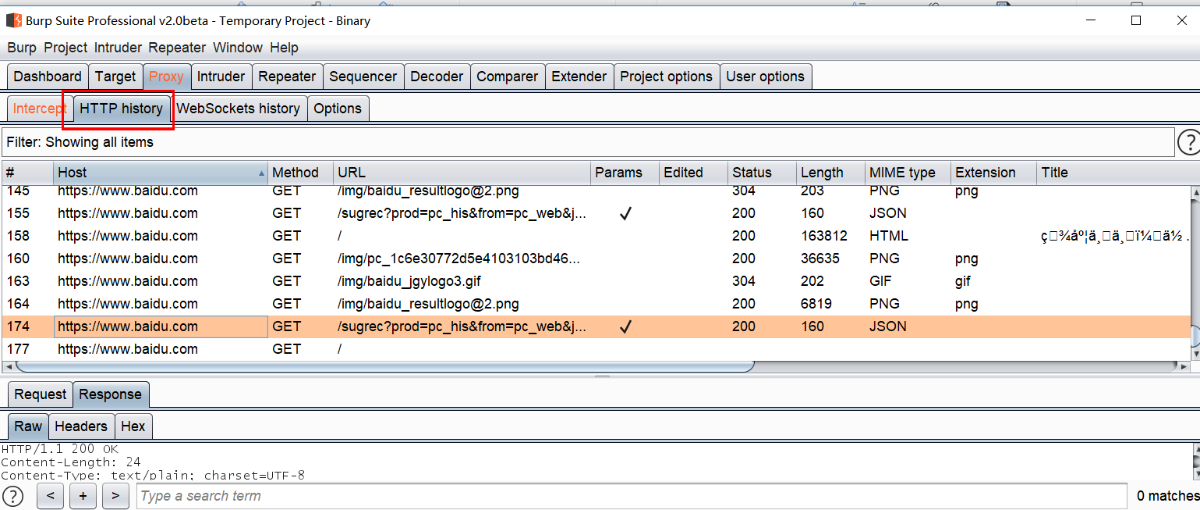 Burp Suite Professional v2.0beta - Temporary Project - Binary
Burp Project Intruder Repeater Window Help
Dashboard Target Proxy Intruder Repeater Sequencer Decoder Comparer Extender Project options User options
Intercept HTTP history WebSockets history Options
Filter: Showing all items
# Host Method URL Params Edited Status Length MIME type Extension Title
145 https://www.baidu.com GET /img/baidu_resultlogo@2.png 304 203 PNG png
155 https://www.baidu.com GET /sugrec?prod=pc_his&from=pc_web&j... ✓ 200 160 JSON
158 https://www.baidu.com GET / 200 163812 HTML
160 https://www.baidu.com GET /img/pc_1c6e30772d5e4103103bd46... 200 36635 PNG png
163 https://www.baidu.com GET /img/baidu_jgylogo3.gif 304 202 GIF gif
164 https://www.baidu.com GET /img/baidu_resultlogo@2.png 200 6819 PNG png
174 https://www.baidu.com GET /sugrec?prod=pc_his&from=pc_web&j... ✓ 200 160 JSON
177 https://www.baidu.com GET /
Request Response
Raw Headers Hex
HTTP/1.1 200 OK
Content-Length: 24
Content-Type: text/plain; charset=UTF-8
? < + > Type a search term 0 matches